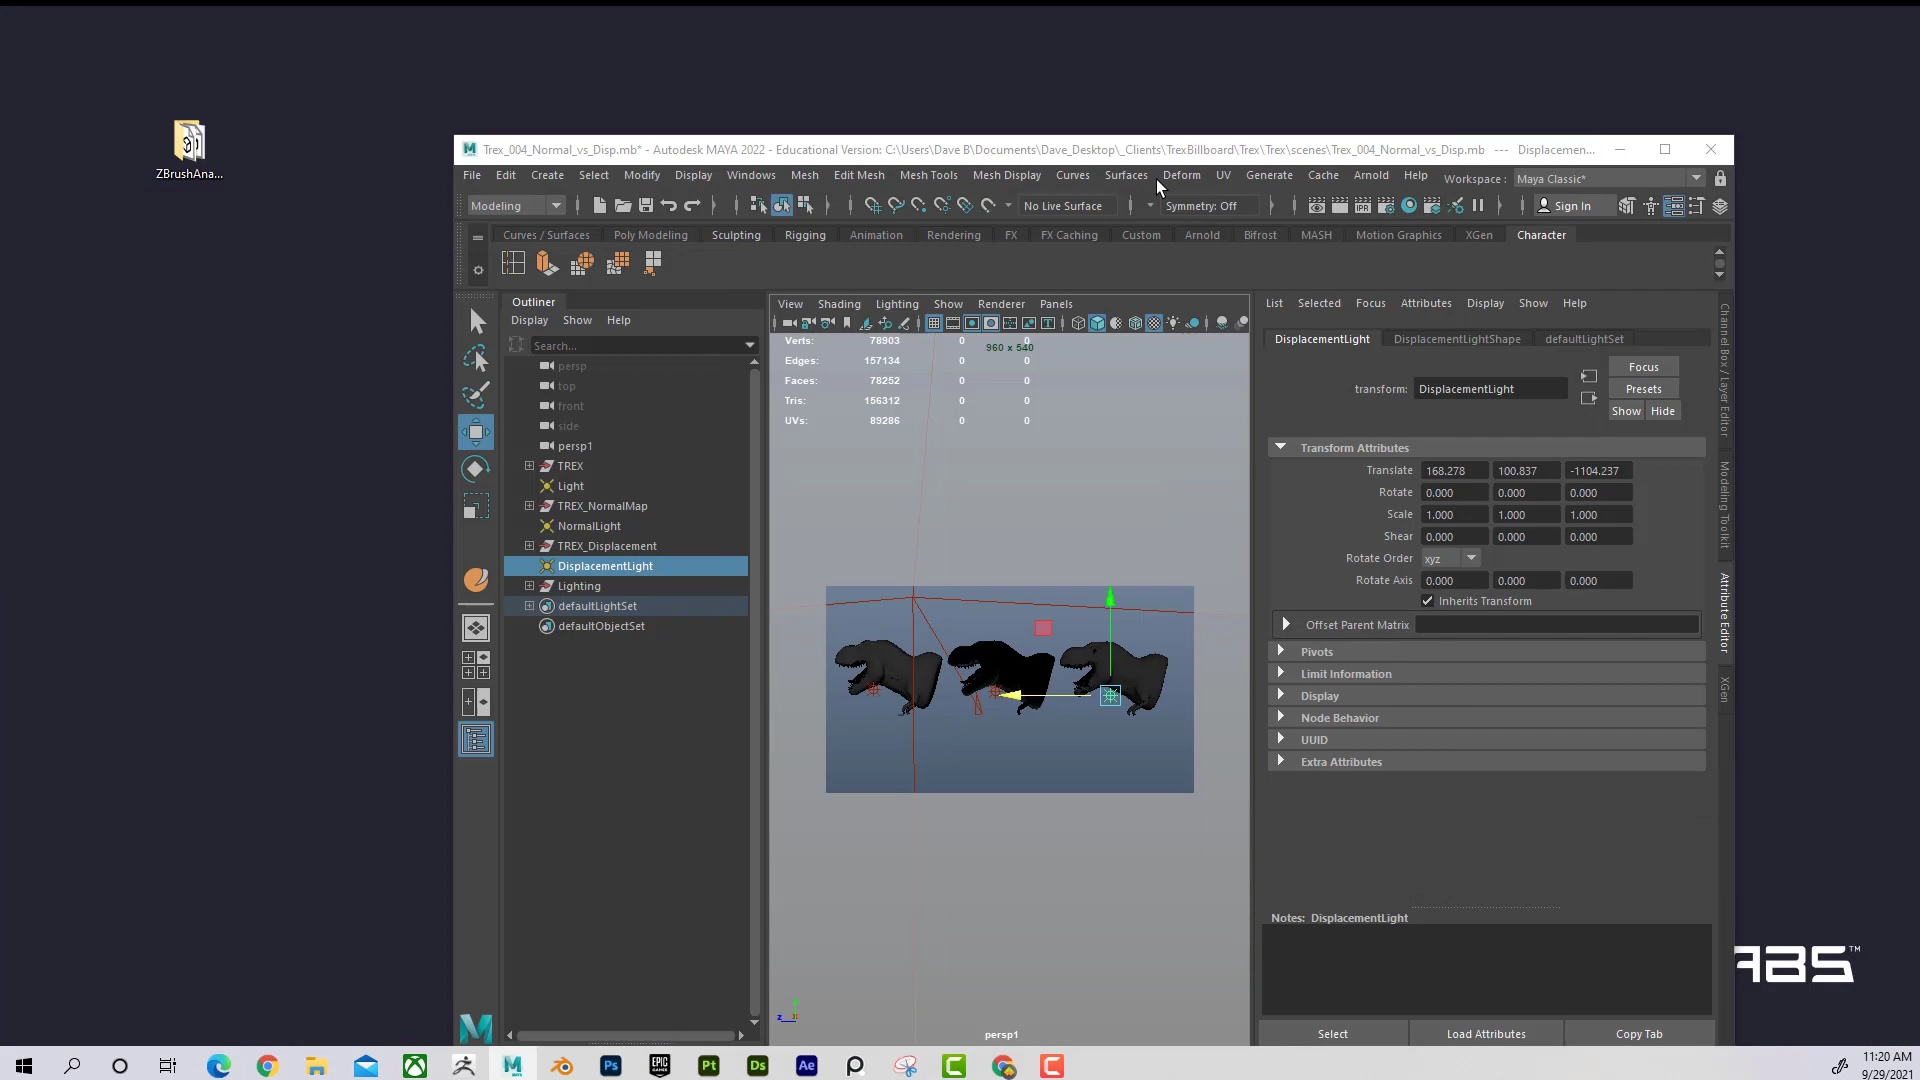 ZBrushAna...
Trex_004_Normal_vs_Disp.mb* - Autodesk MAYA 2022 - Educational Version: C:\Users\Dave B\Documents\Dave_Desktop\_Clients\TrexBillboard\Trex\Trex\scenes\Trex_004_Normal_vs_Disp.mb --- Displacemen...
File Edit Create Select Modify Display Windows Mesh Edit Mesh Mesh Tools Mesh Display Curves Surfaces Deform UV Generate Cache Arnold Help Workspace : Maya Classic*
Modeling No Live Surface Symmetry: Off Sign In
Curves / Surfaces Poly Modeling Sculpting Rigging Animation Rendering FX FX Caching Custom Arnold Bifrost MASH Motion Graphics XGen Character
Outliner
Display Show Help
Search...
persp
top
front
side
persp1
TREX
Light
TREX_NormalMap
NormalLight
TREX_Displacement
DisplacementLight
Lighting
defaultLightSet
defaultObjectSet
View Shading Lighting Show Renderer Panels
Verts: 78903 0 0
960 x 540
Edges: 157134 0 0
Faces: 78252 0 0
Tris: 156312 0 0
UVs: 89286 0 0
z
persp1
List Selected Focus Attributes Display Show Help
DisplacementLight DisplacementLightShape defaultLightSet
Focus
transform: DisplacementLight
Presets
Show Hide
Transform Attributes
Translate 168.278 100.837 -1104.237
Rotate 0.000 0.000 0.000
Scale 1.000 1.000 1.000
Shear 0.000 0.000 0.000
Rotate Order xyz
Rotate Axis 0.000 0.000 0.000
Inherits Transform
Offset Parent Matrix
Pivots
Limit Information
Display
Node Behavior
UUID
Extra Attributes
Notes: DisplacementLight
Select Load Attributes Copy Tab
Channel Box / Layer Editor
Modeling Toolkit
Attribute Editor
XGen
ABS™
Ps EPIC GAMES Pt Ds Ae
11:20 AM
9/29/2021